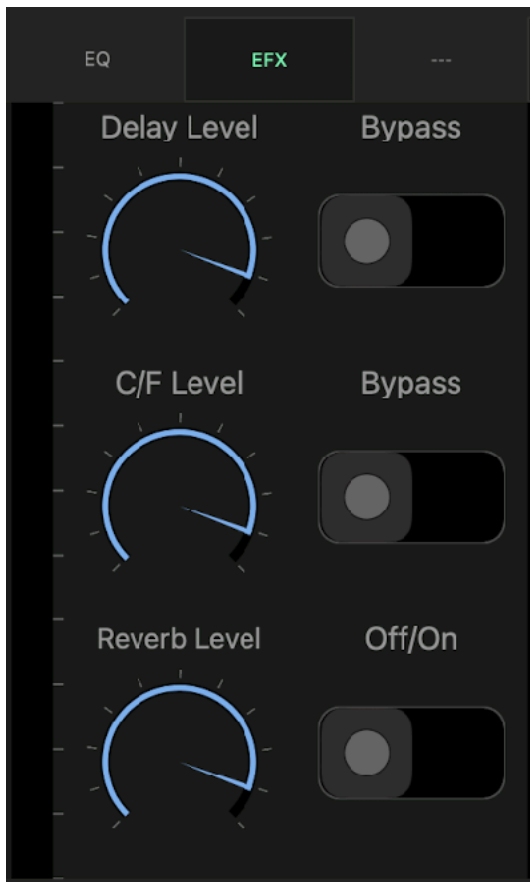 EQ EFX ---
Delay Level Bypass
C/F Level Bypass
Reverb Level Off/On